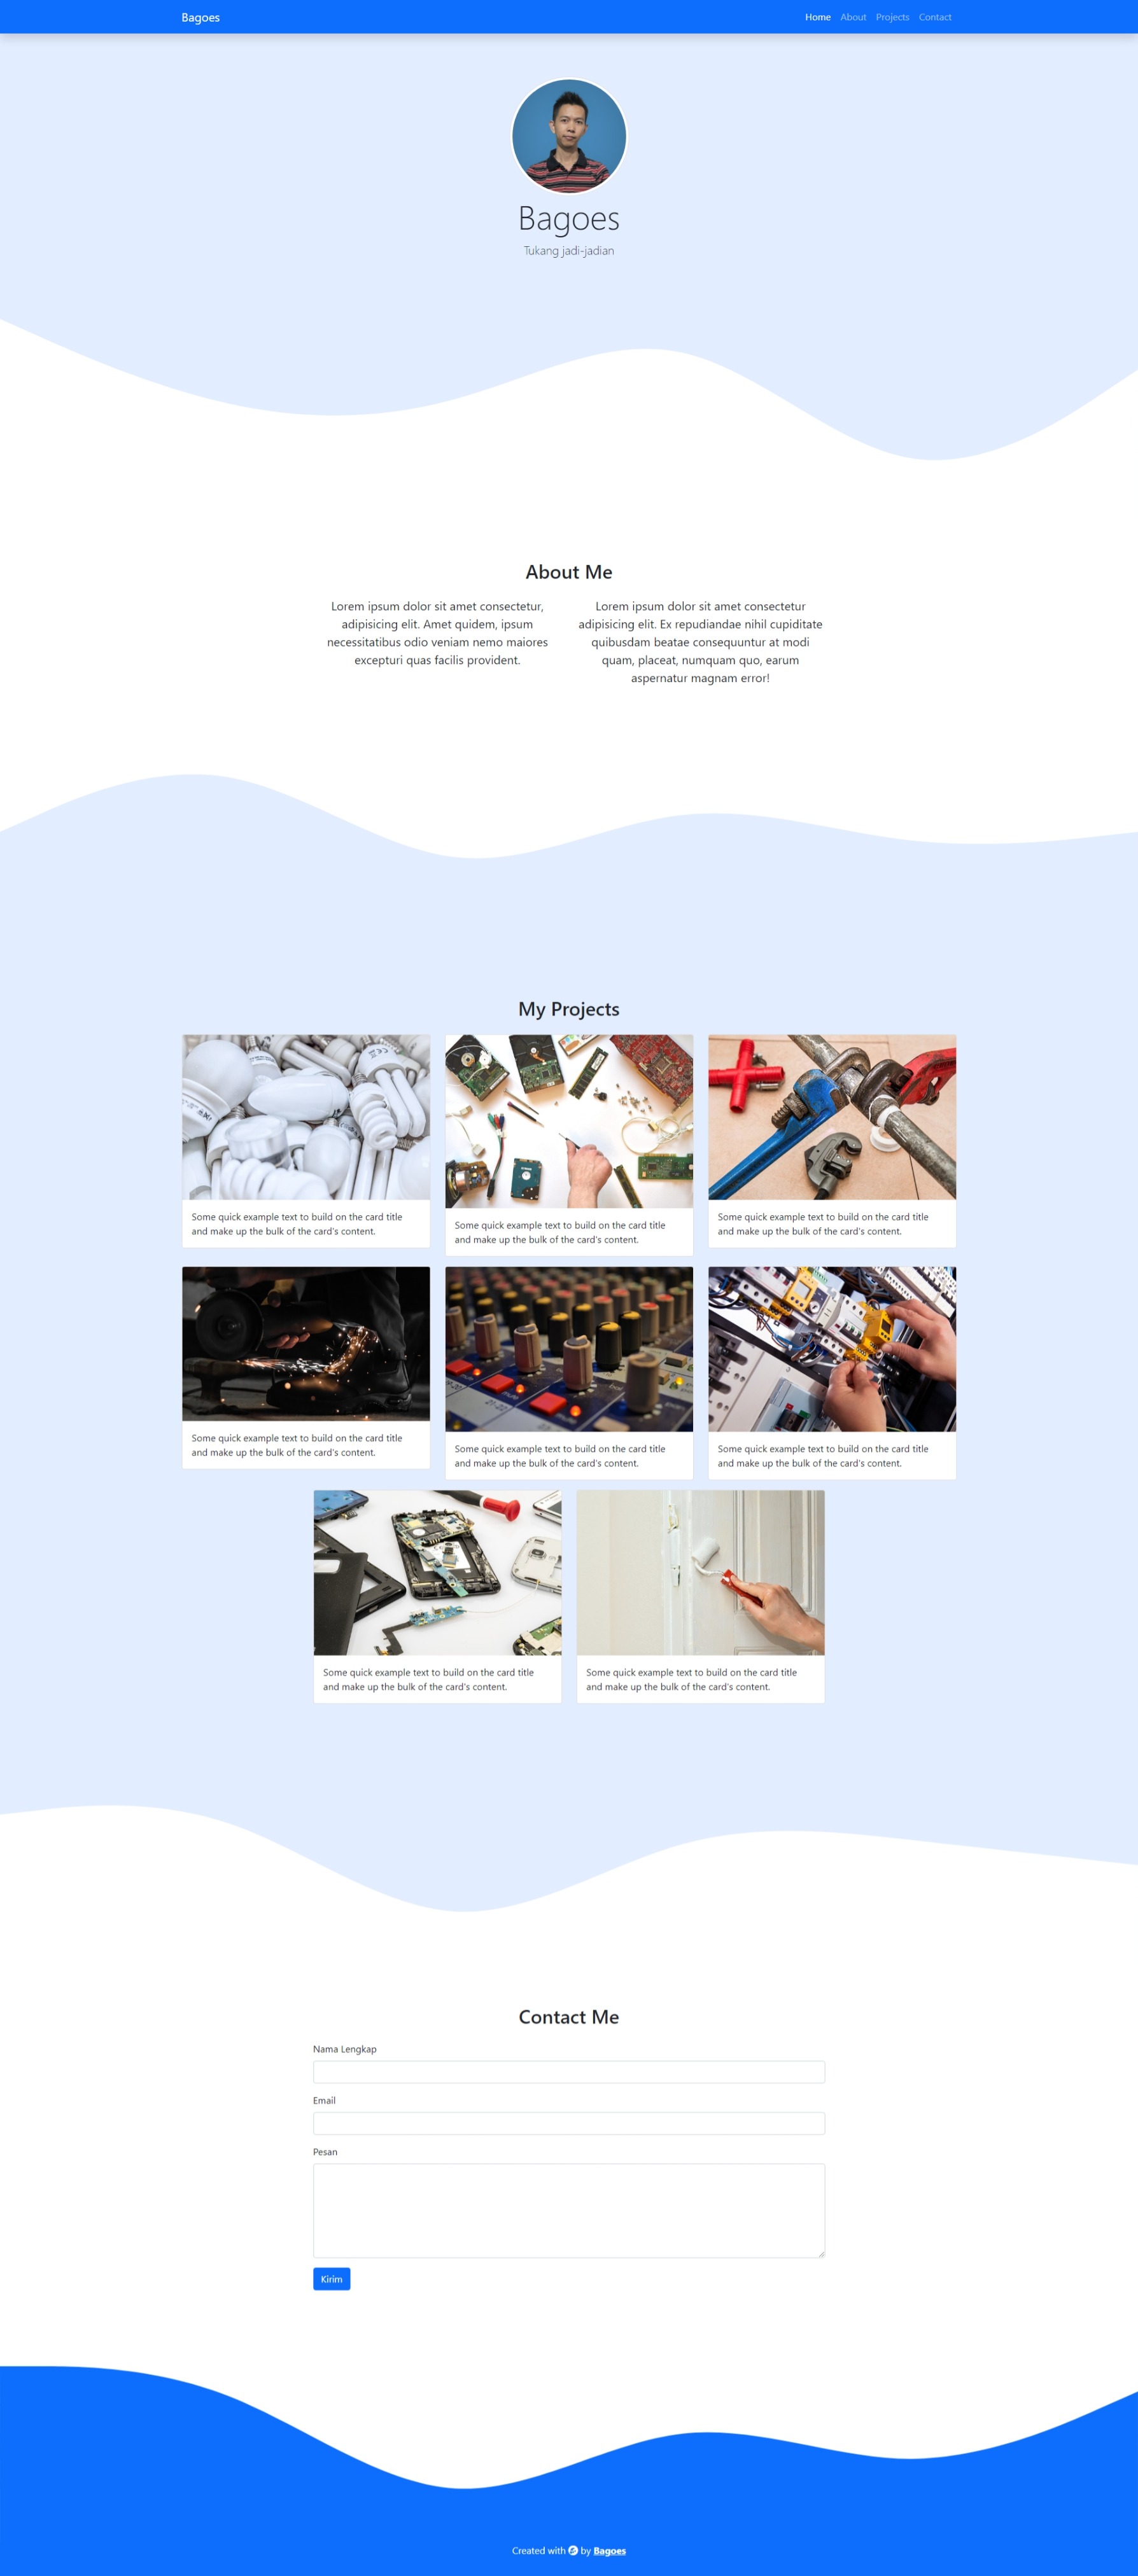 Bagoes
Home About Projects Contact
Bagoes
Tukang jadi-jadian
About Me
Lorem ipsum dolor sit amet consectetur,
adipisicing elit. Amet quidem, ipsum
necessitatibus odio veniam nemo maiores
excepturi quas facilis provident.
Lorem ipsum dolor sit amet consectetur
adipisicing elit. Ex repudiandae nihil cupiditate
quibusdam beatae consequuntur at modi
quam, placeat, numquam quo, earum
aspernatur magnam error!
My Projects
Some quick example text to build on the card title
and make up the bulk of the card's content.
Some quick example text to build on the card title
and make up the bulk of the card's content.
Some quick example text to build on the card title
and make up the bulk of the card's content.
Some quick example text to build on the card title
and make up the bulk of the card's content.
Some quick example text to build on the card title
and make up the bulk of the card's content.
Some quick example text to build on the card title
and make up the bulk of the card's content.
Some quick example text to build on the card title
and make up the bulk of the card's content.
Some quick example text to build on the card title
and make up the bulk of the card's content.
Contact Me
Nama Lengkap
Email
Pesan
Kirim
Created with by Bagoes